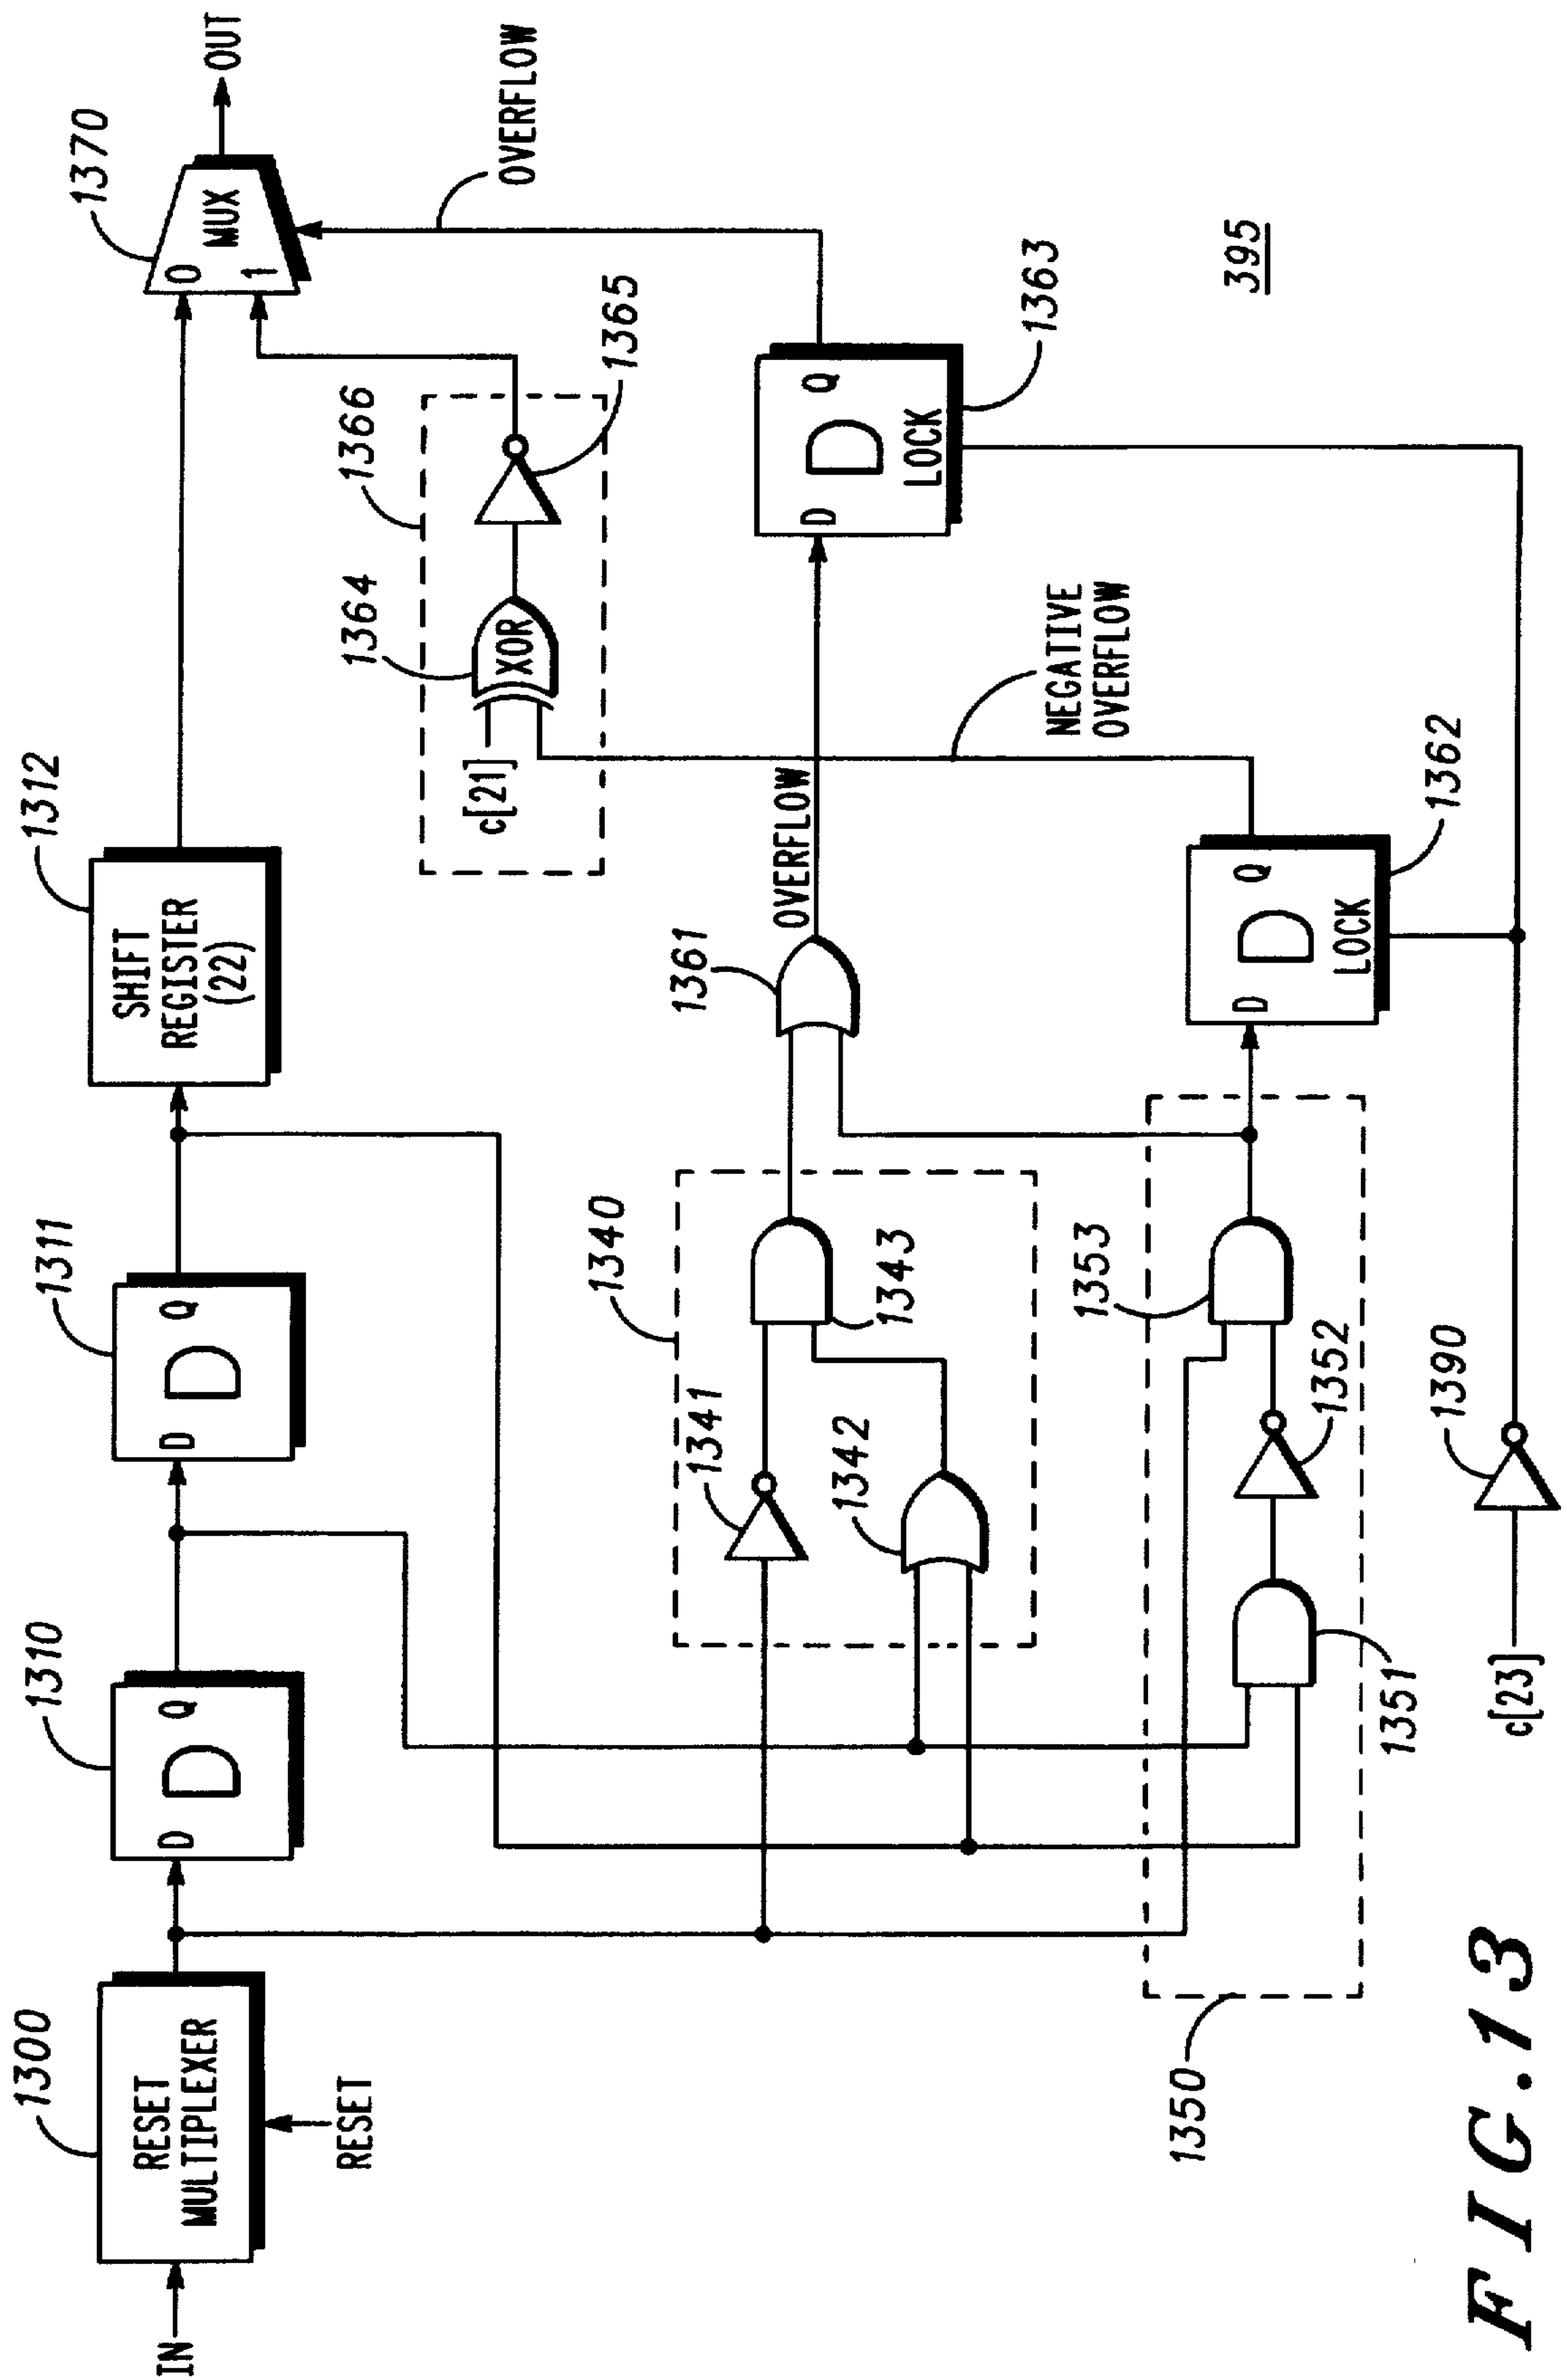 IN
1300
RESET
MULTIPLEXER
RESET
1310
D
Q
D
1311
D
Q
D
1312
SHIFT
REGISTER
(22)
1370
0
1
MUX
OUT
1366
1364
c[21]
XOR
1365
OVERFLOW
1340
1341
1342
1343
1361
OVERFLOW
D
Q
D
LOCK
1363
NEGATIVE
OVERFLOW
1350
1351
1352
1353
D
Q
D
LOCK
1362
c[23]
1390
395
FIG.13